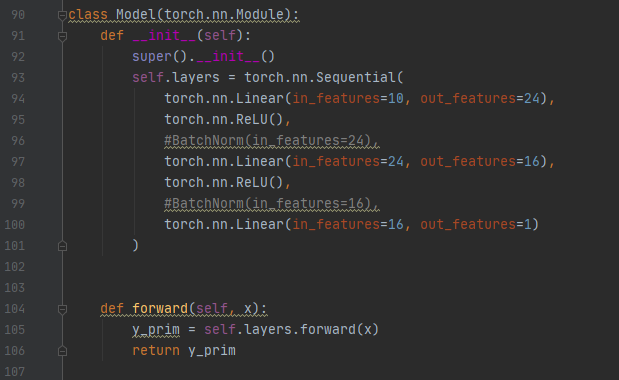 90 class Model(torch.nn.Module):
91     def __init__(self):
92         super().__init__()
93         self.layers = torch.nn.Sequential(
94             torch.nn.Linear(in_features=10, out_features=24),
95             torch.nn.ReLU(),
96             #BatchNorm(in_features=24),
97             torch.nn.Linear(in_features=24, out_features=16),
98             torch.nn.ReLU(),
99             #BatchNorm(in_features=16),
100             torch.nn.Linear(in_features=16, out_features=1)
101         )
102
103
104     def forward(self, x):
105         y_prim = self.layers.forward(x)
106         return y_prim
107